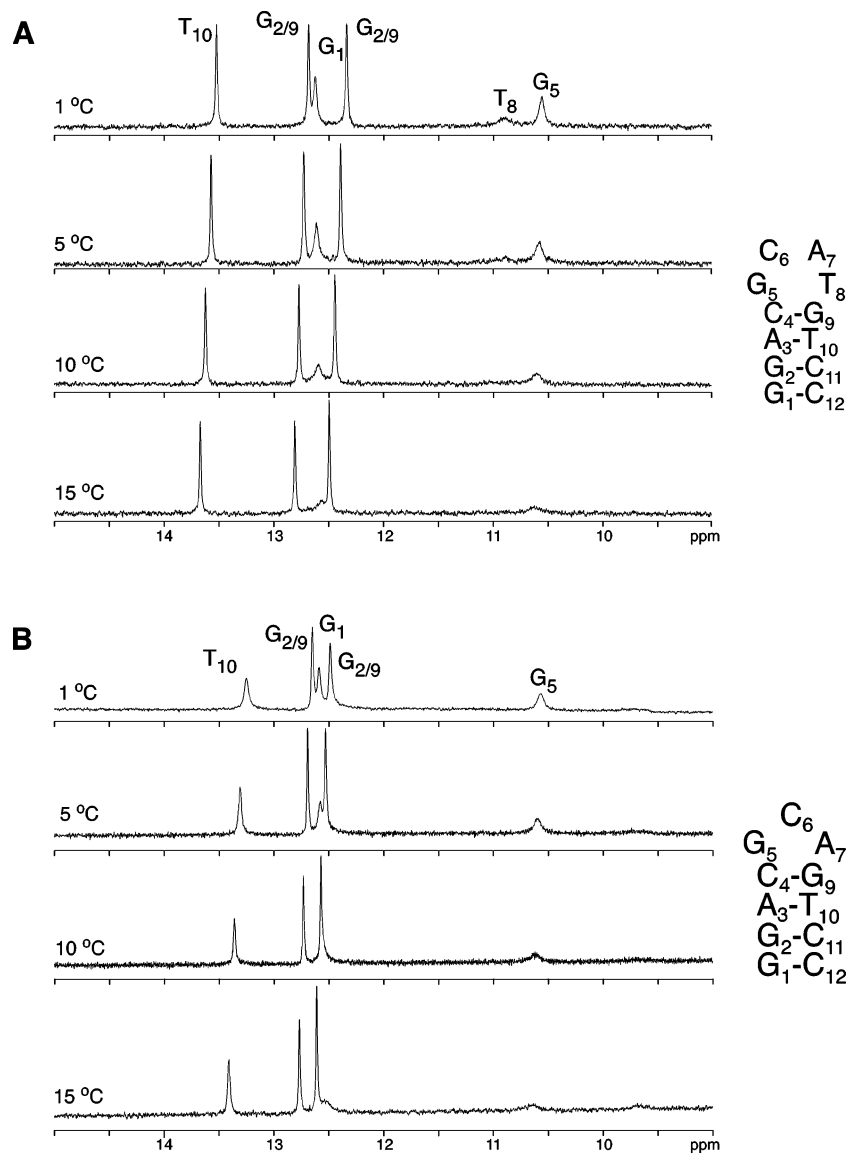 A
T10 G2/9 G1 G2/9 T8 G5
1 °C
5 °C
10 °C
15 °C
14 13 12 11 10 ppm
C6 A7
G5 T8
C4-G9
A3-T10
G2-C11
G1-C12
B
T10 G2/9 G1 G2/9 G5
1 °C
5 °C
10 °C
15 °C
14 13 12 11 10 ppm
C6
G5 A7
C4-G9
A3-T10
G2-C11
G1-C12